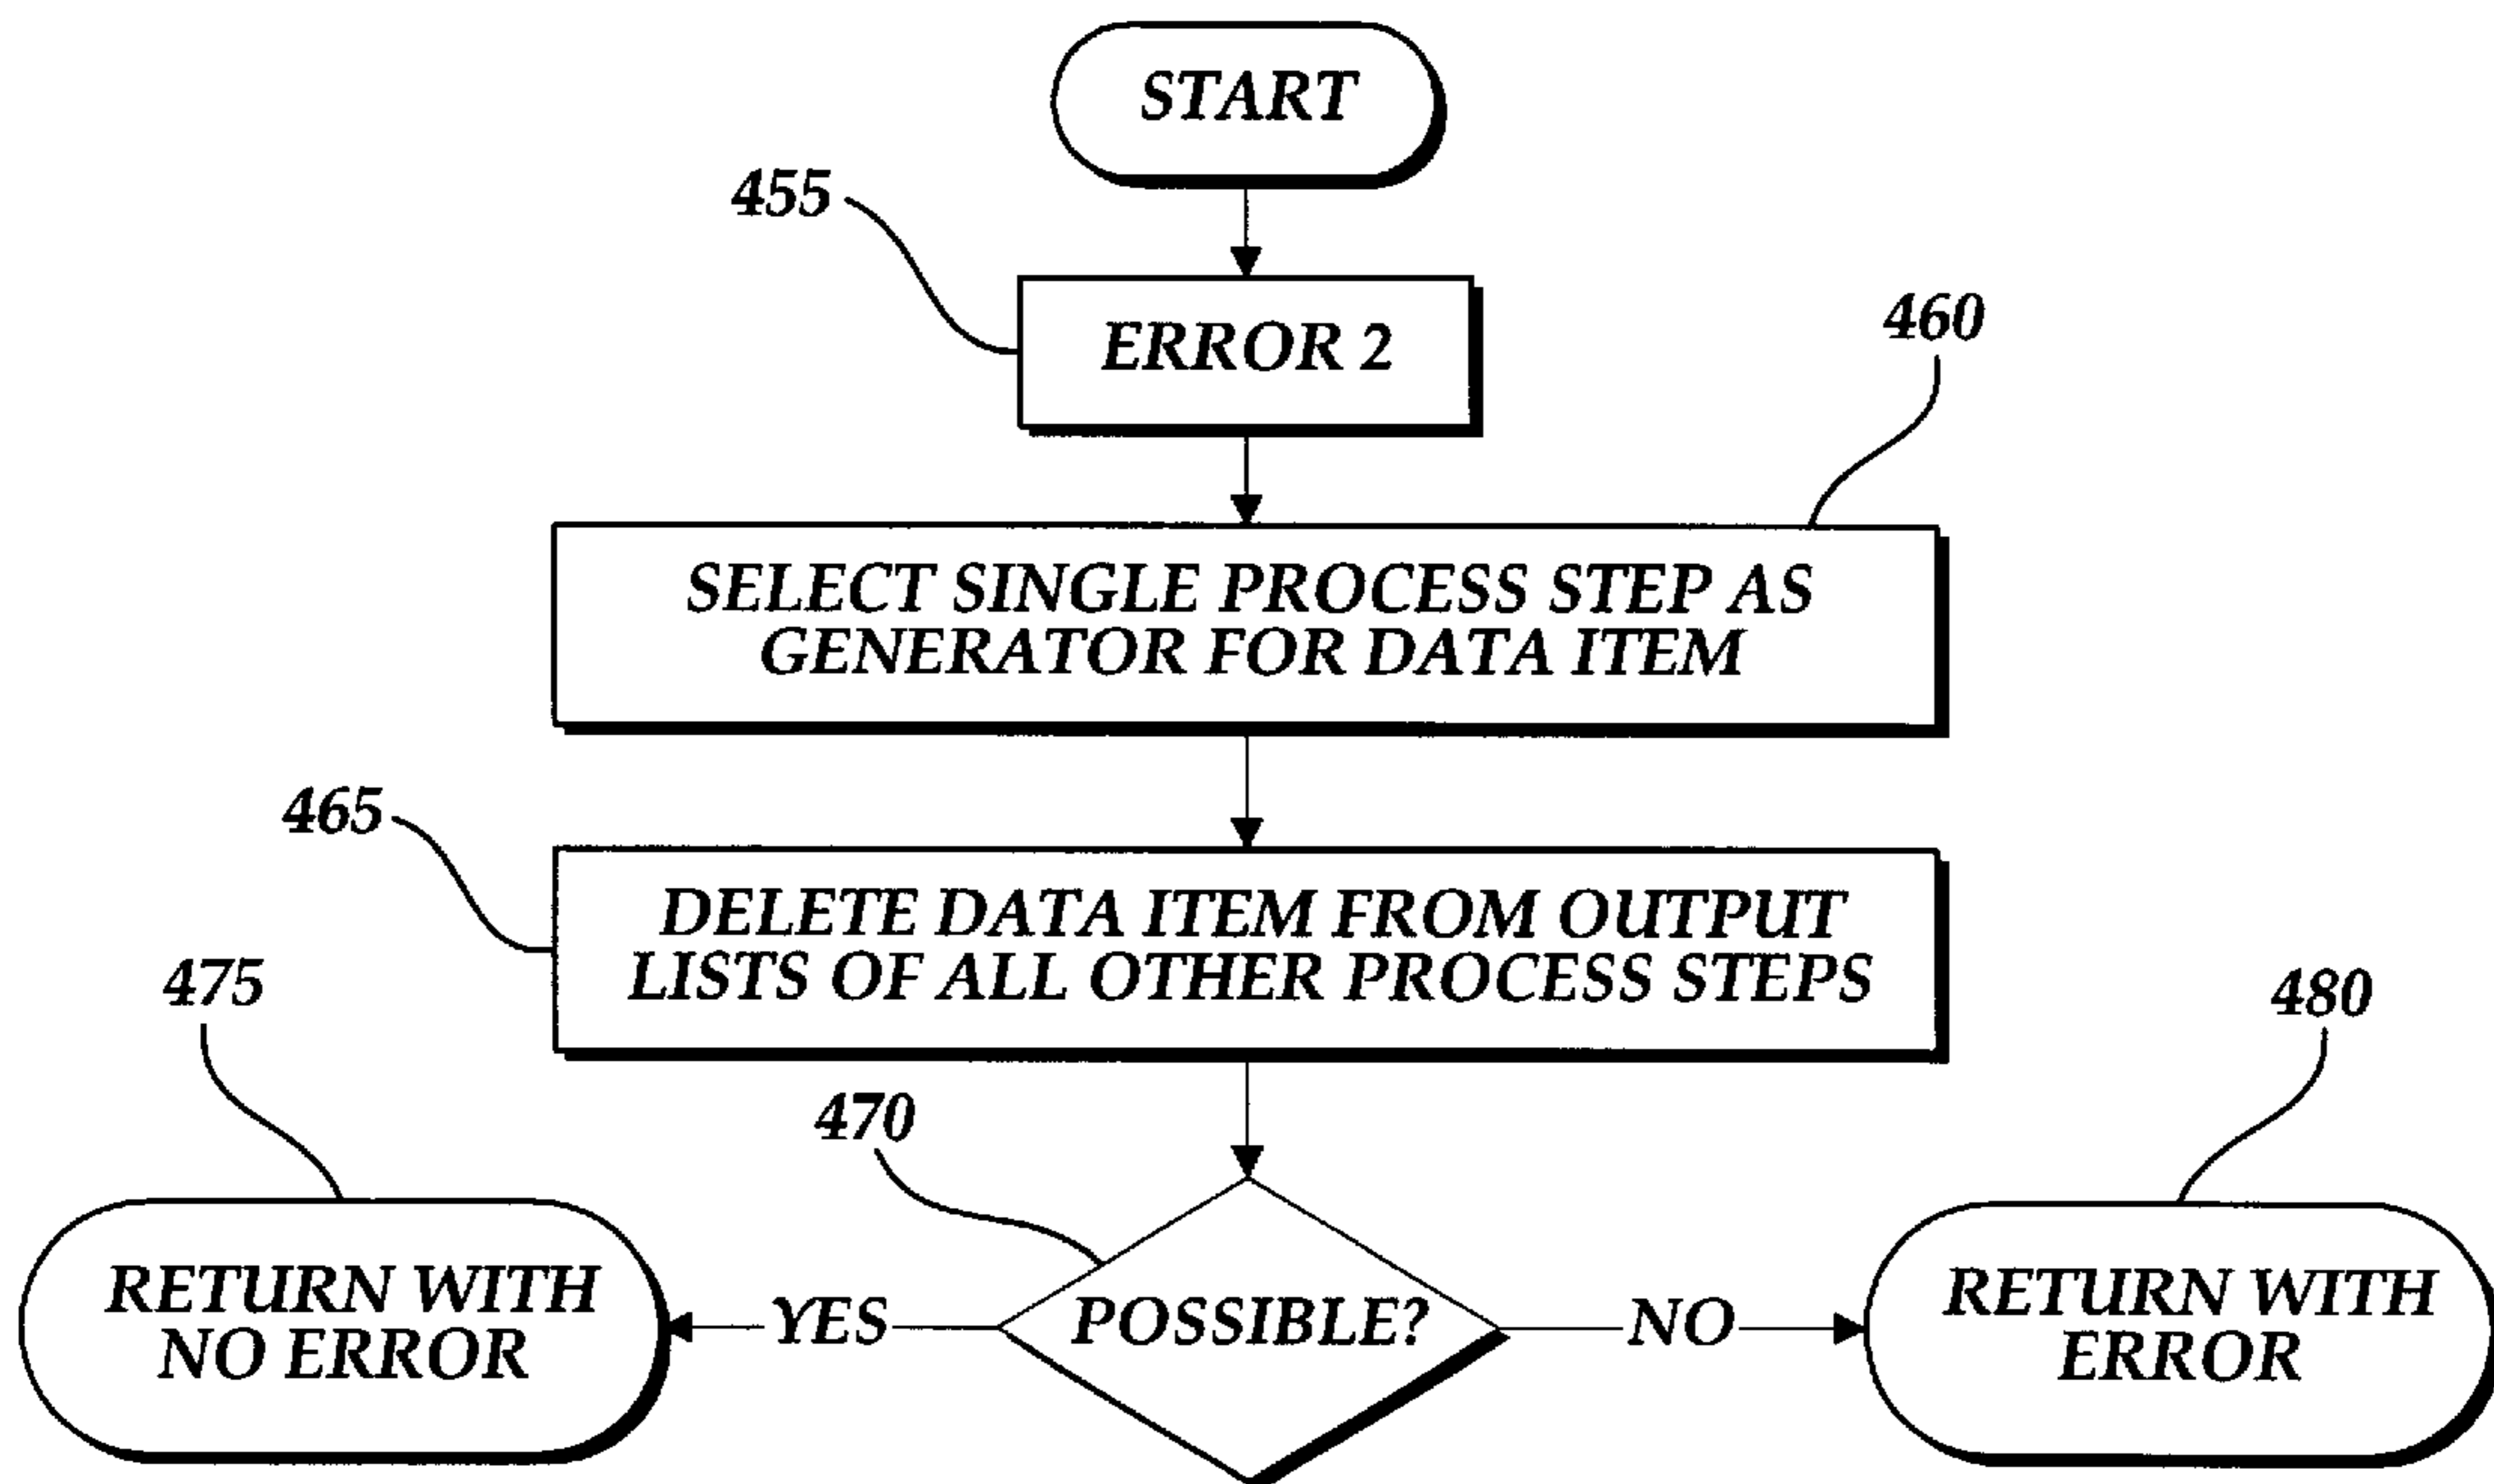 START
455
ERROR 2
460
SELECT SINGLE PROCESS STEP AS
GENERATOR FOR DATA ITEM
465
DELETE DATA ITEM FROM OUTPUT
LISTS OF ALL OTHER PROCESS STEPS
475
480
470
RETURN WITH
NO ERROR
YES
POSSIBLE?
NO
RETURN WITH
ERROR